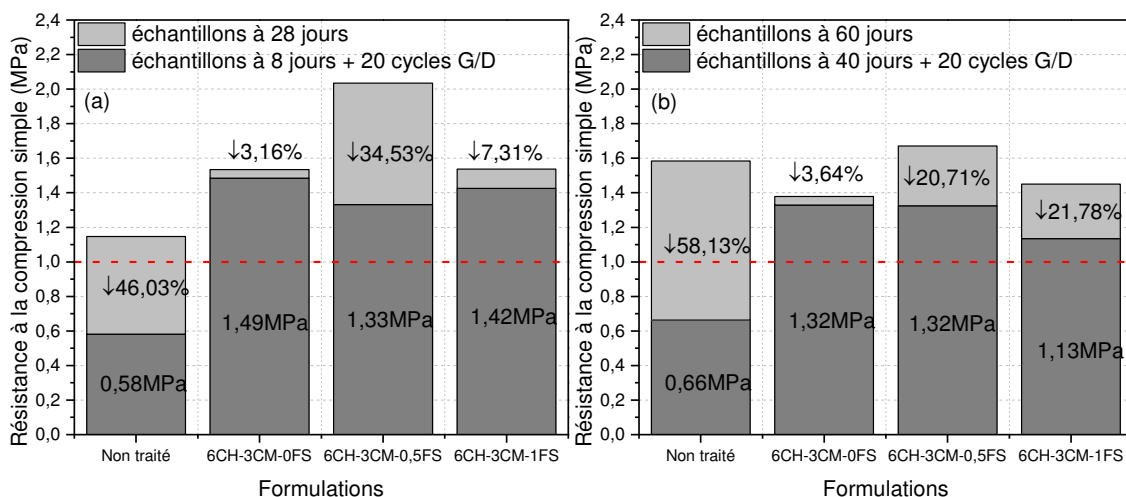 Résistance à la compression simple (MPa)
2,4
2,2
2,0
1,8
1,6
1,4
1,2
1,0
0,8
0,6
0,4
0,2
0,0
échantillons à 28 jours
échantillons à 8 jours + 20 cycles G/D
(a)
↓46,03%
↓3,16%
↓34,53%
↓7,31%
0,58MPa
1,49MPa
1,33MPa
1,42MPa
Non traité
6CH-3CM-0FS
6CH-3CM-0,5FS
6CH-3CM-1FS
Formulations
Résistance à la compression simple (MPa)
2,4
2,2
2,0
1,8
1,6
1,4
1,2
1,0
0,8
0,6
0,4
0,2
0,0
échantillons à 60 jours
échantillons à 40 jours + 20 cycles G/D
(b)
↓58,13%
↓3,64%
↓20,71%
↓21,78%
0,66MPa
1,32MPa
1,32MPa
1,13MPa
Non traité
6CH-3CM-0FS
6CH-3CM-0,5FS
6CH-3CM-1FS
Formulations